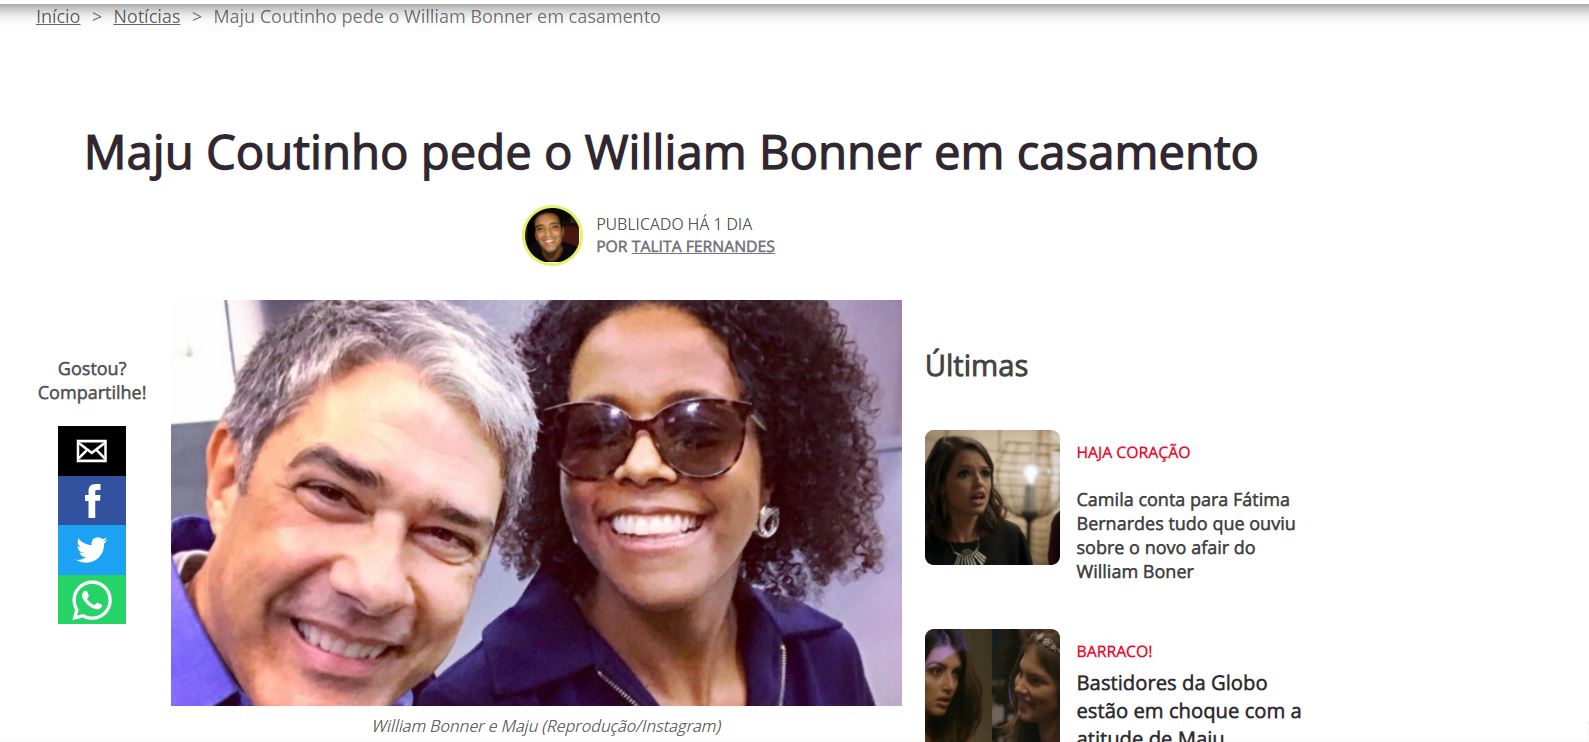 Início > Notícias > Maju Coutinho pede o William Bonner em casamento
Maju Coutinho pede o William Bonner em casamento
PUBLICADO HÁ 1 DIA
POR TALITA FERNANDES
Gostou?
Compartilhe!
William Bonner e Maju (Reprodução/Instagram)
Últimas
HAJA CORAÇÃO
Camila conta para Fátima
Bernardes tudo que ouviu
sobre o novo afair do
William Boner
BARRACO!
Bastidores da Globo
estão em choque com a
atitude de Maju